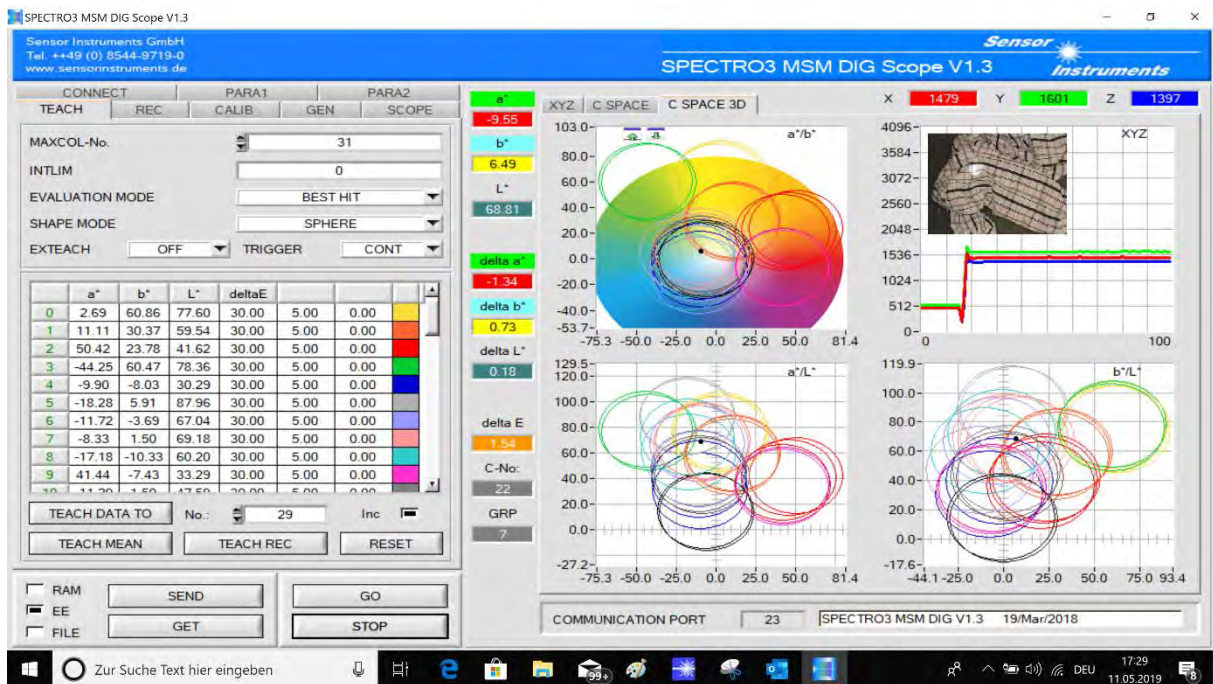 SPECTRO3 MSM DIG Scope V1.3
Sensor Instruments GmbH
Tel. ++49 (0) 8544-9719-0
www.sensorinstruments.de
SPECTRO3 MSM DIG Scope V1.3
Sensor
Instruments
CONNECT PARA1 PARA2
TEACH REC CALIB GEN SCOPE
MAXCOL-No. 31
INTLIM 0
EVALUATION MODE BEST HIT
SHAPE MODE SPHERE
EXTEACH OFF TRIGGER CONT
a* b* L* deltaE
0 2.69 60.86 77.60 30.00 5.00 0.00
1 11.11 30.37 59.54 30.00 5.00 0.00
2 50.42 23.78 41.62 30.00 5.00 0.00
3 -44.25 60.47 78.36 30.00 5.00 0.00
4 -9.90 -8.03 30.29 30.00 5.00 0.00
5 -18.28 5.91 87.96 30.00 5.00 0.00
6 -11.72 -3.69 67.04 30.00 5.00 0.00
7 -8.33 1.50 69.18 30.00 5.00 0.00
8 -17.18 -10.33 60.20 30.00 5.00 0.00
9 41.44 -7.43 33.29 30.00 5.00 0.00
TEACH DATA TO No.: 29 Inc
TEACH MEAN TEACH REC RESET
RAM
EE
FILE
SEND GO
GET STOP
a*
-9.55
b*
6.49
L*
68.81
delta a*
-1.34
delta b*
0.73
delta L*
0.18
delta E
1.54
C-No:
22
GRP
7
XYZ C SPACE C SPACE 3D
X 1479 Y 1601 Z 1397
a*/b*
103.0-
80.0-
60.0-
40.0-
20.0-
0.0-
-20.0-
-40.0-
-53.7-
-75.3 -50.0 -25.0 0.0 25.0 50.0 81.4
XYZ
4096-
3584-
3072-
2560-
2048-
1536-
1024-
512-
0-
0 100
a*/L*
129.5-
120.0-
100.0-
80.0-
60.0-
40.0-
20.0-
0.0-
-27.2-
-75.3 -50.0 -25.0 0.0 25.0 50.0 81.4
b*/L*
119.9-
100.0-
80.0-
60.0-
40.0-
20.0-
0.0-
-17.6-
-44.1 -25.0 0.0 25.0 50.0 75.0 93.4
COMMUNICATION PORT 23 SPECTRO3 MSM DIG V1.3 19/Mar/2018
Zur Suche Text hier eingeben
99+
DEU
17:29
11.05.2019
8